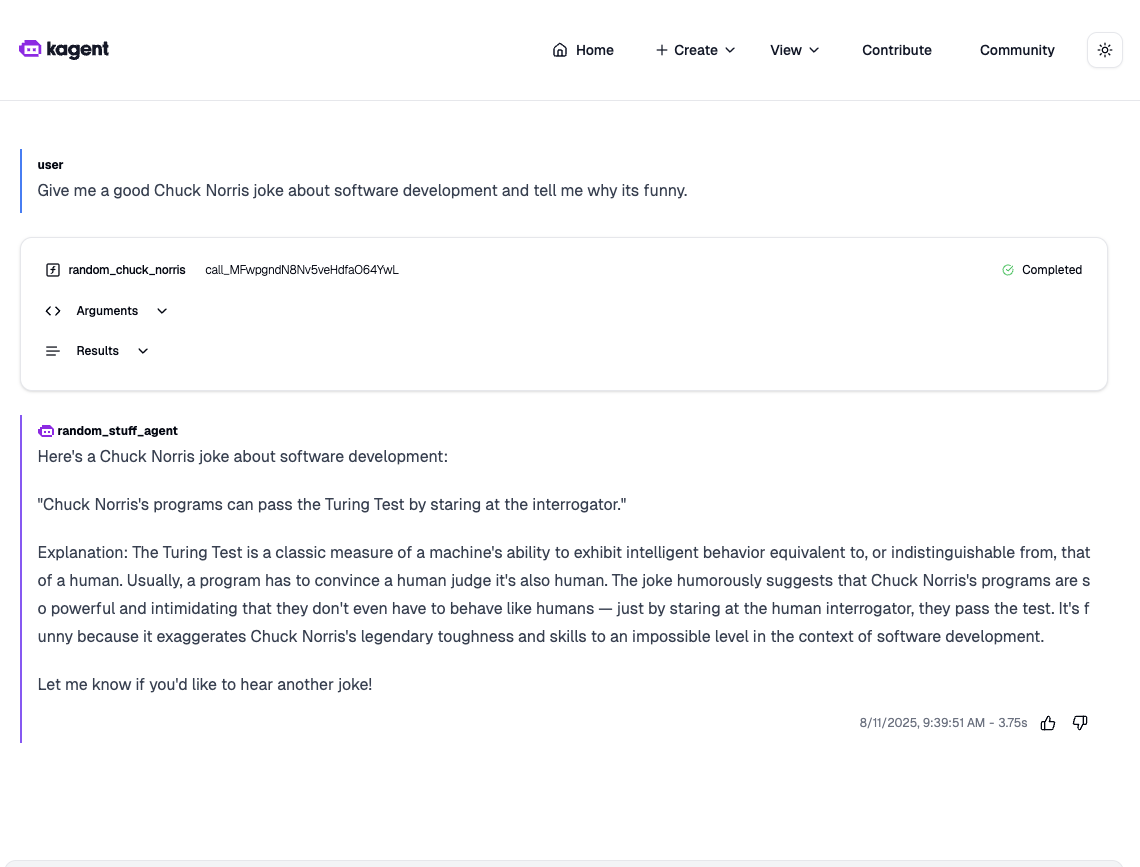 kagent
Home Create View Contribute Community
user
Give me a good Chuck Norris joke about software development and tell me why its funny.
random_chuck_norris call_MFwpgndN8Nv5veHdfaO64YwL Completed
Arguments
Results
random_stuff_agent
Here's a Chuck Norris joke about software development:
"Chuck Norris's programs can pass the Turing Test by staring at the interrogator."
Explanation: The Turing Test is a classic measure of a machine's ability to exhibit intelligent behavior equivalent to, or indistinguishable from, that
of a human. Usually, a program has to convince a human judge it's also human. The joke humorously suggests that Chuck Norris's programs are s
o powerful and intimidating that they don't even have to behave like humans — just by staring at the human interrogator, they pass the test. It's f
unny because it exaggerates Chuck Norris's legendary toughness and skills to an impossible level in the context of software development.
Let me know if you'd like to hear another joke!
8/11/2025, 9:39:51 AM - 3.75s